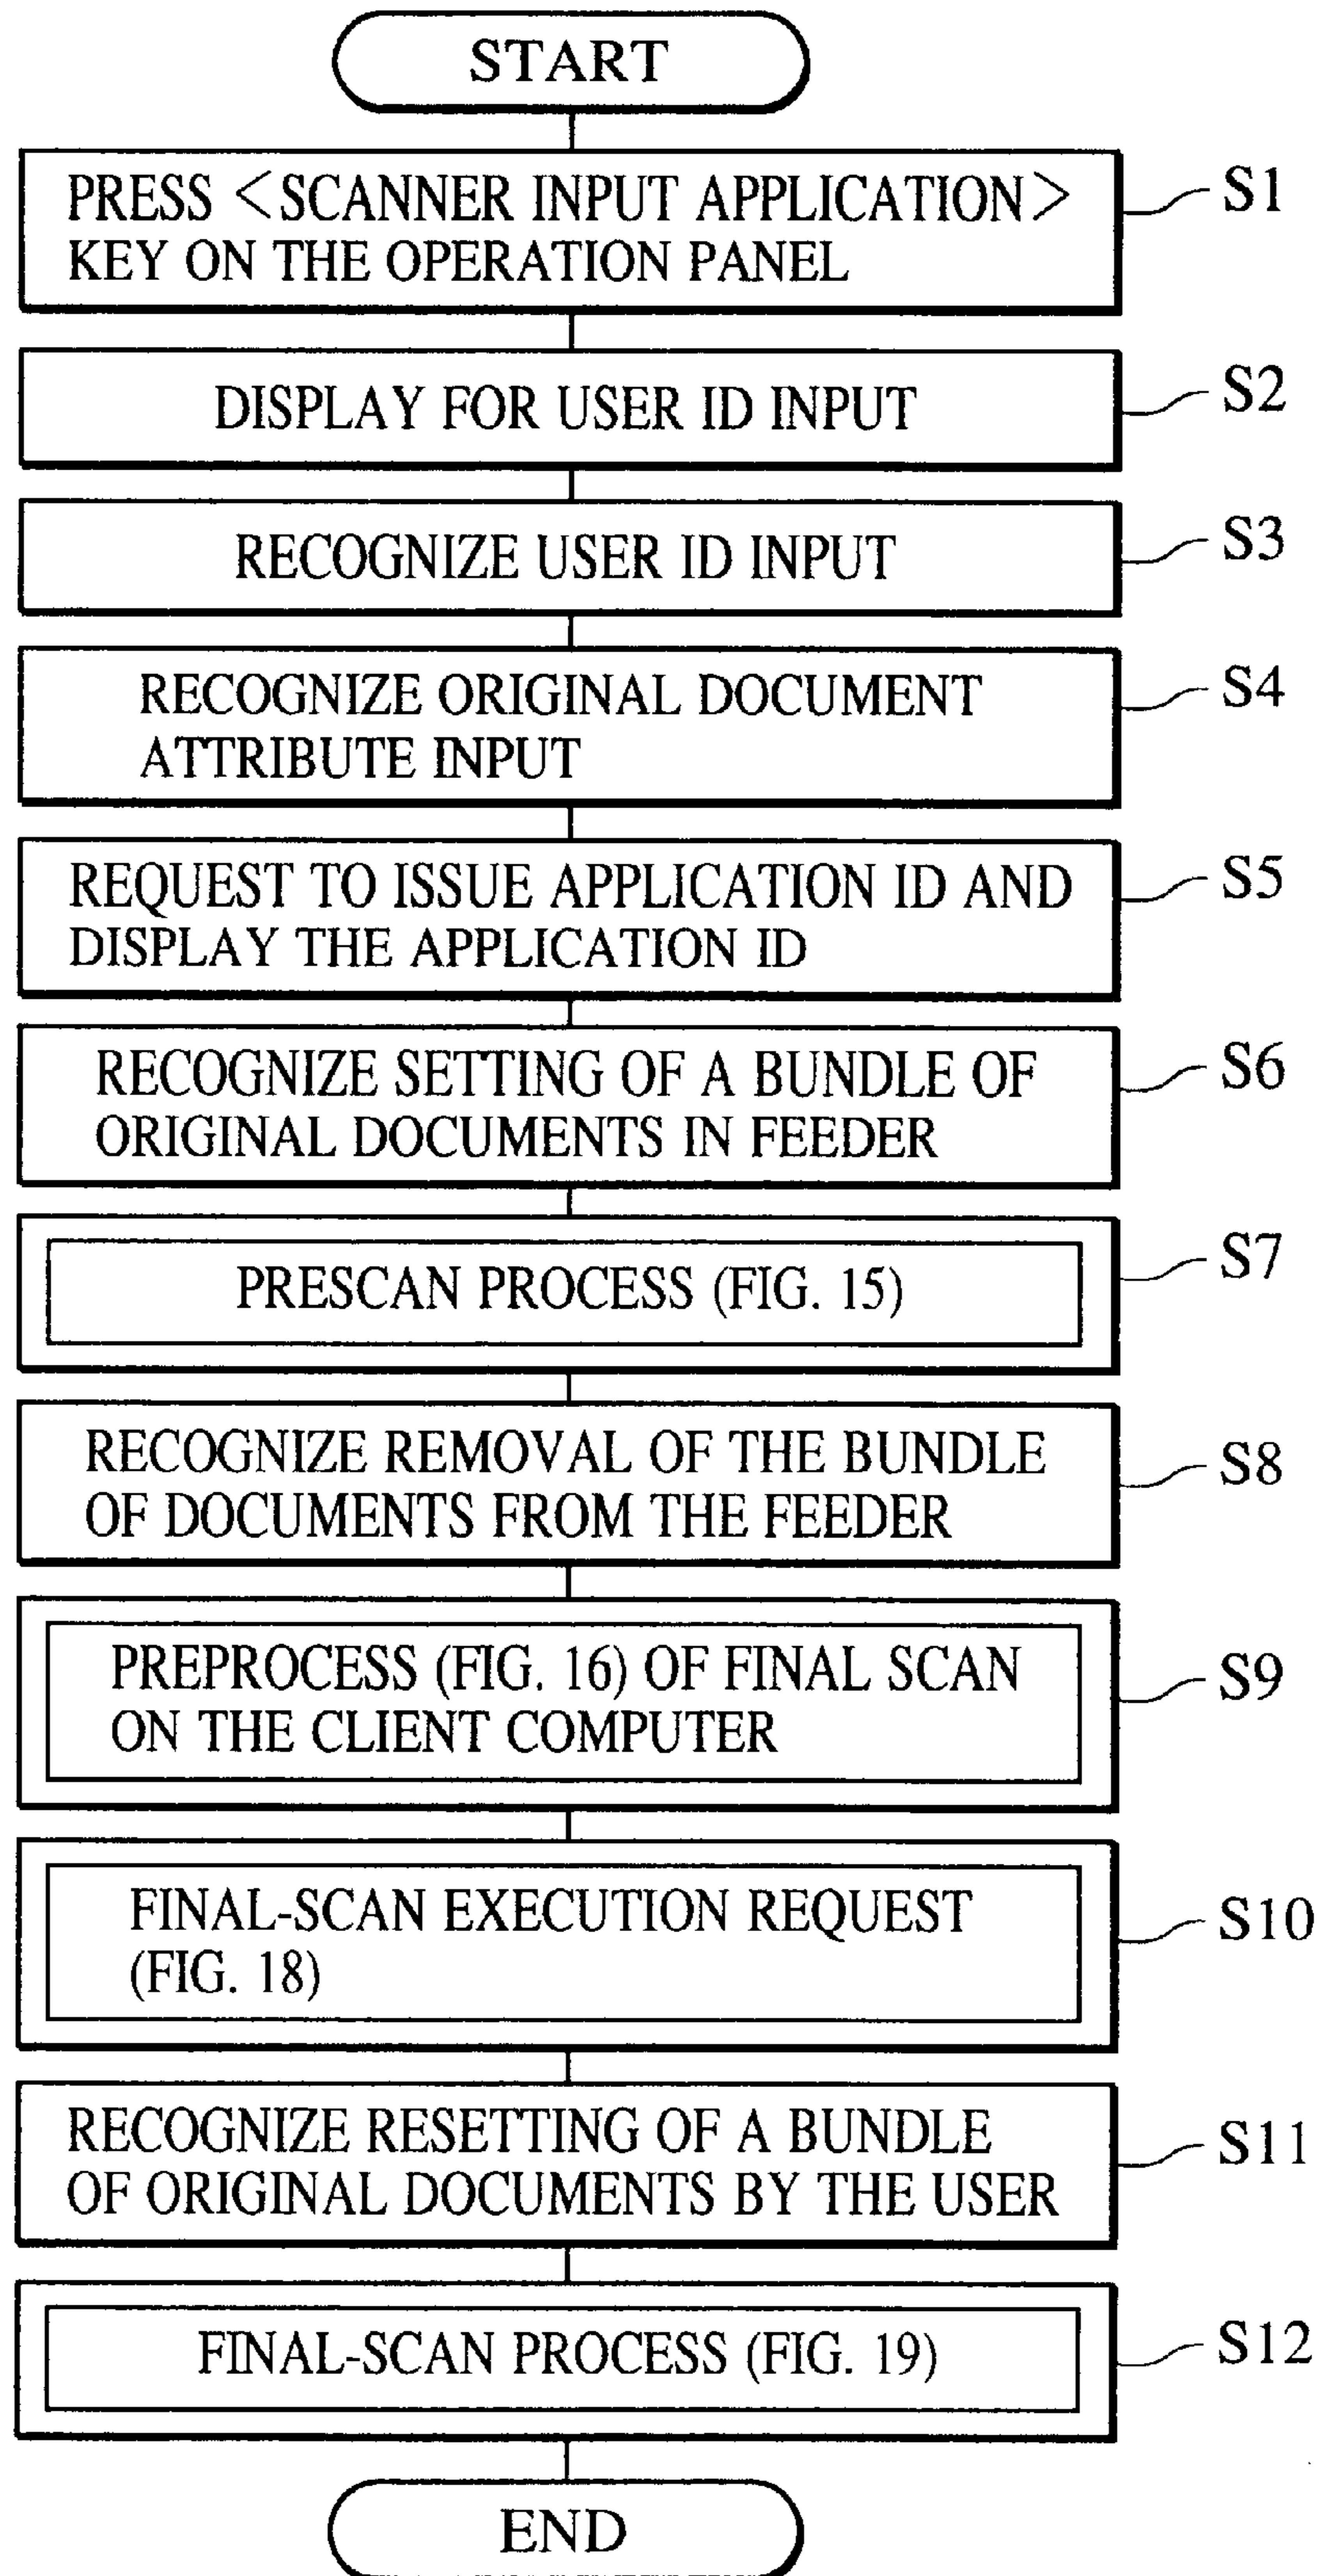 START
PRESS <SCANNER INPUT APPLICATION>
KEY ON THE OPERATION PANEL
S1
DISPLAY FOR USER ID INPUT
S2
RECOGNIZE USER ID INPUT
S3
RECOGNIZE ORIGINAL DOCUMENT
ATTRIBUTE INPUT
S4
REQUEST TO ISSUE APPLICATION ID AND
DISPLAY THE APPLICATION ID
S5
RECOGNIZE SETTING OF A BUNDLE OF
ORIGINAL DOCUMENTS IN FEEDER
S6
PRESCAN PROCESS (FIG. 15)
S7
RECOGNIZE REMOVAL OF THE BUNDLE
OF DOCUMENTS FROM THE FEEDER
S8
PREPROCESS (FIG. 16) OF FINAL SCAN
ON THE CLIENT COMPUTER
S9
FINAL-SCAN EXECUTION REQUEST
(FIG. 18)
S10
RECOGNIZE RESETTING OF A BUNDLE
OF ORIGINAL DOCUMENTS BY THE USER
S11
FINAL-SCAN PROCESS (FIG. 19)
S12
END